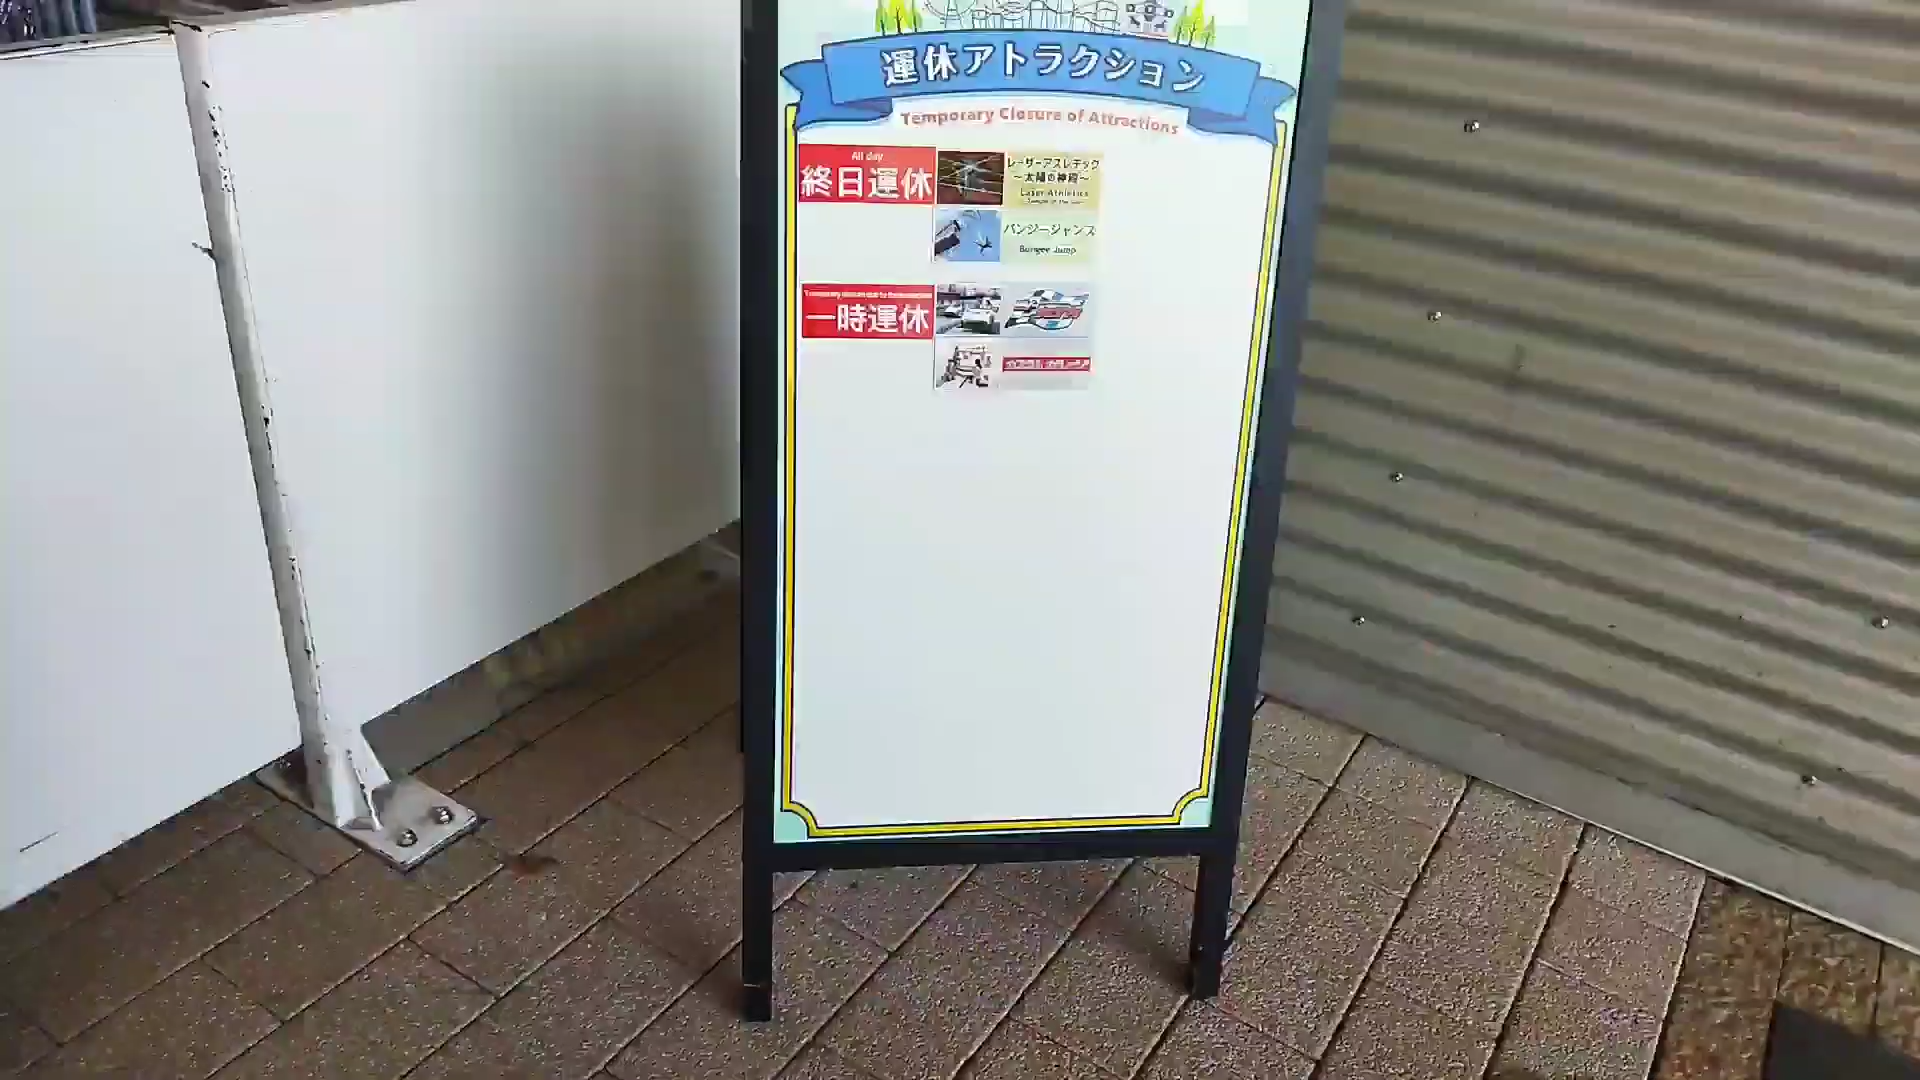 運休アトラクション
Temporary Closure of Attractions
All day
終日運休
レーザーアスレチック
～太陽の神殿～
Laser Athletics
バンジージャンプ
Bungee Jump
一時運休